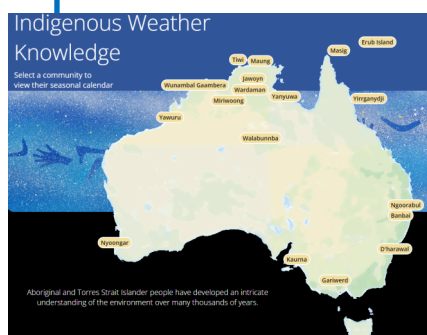 Indigenous Weather
Knowledge
Select a community to
view their seasonal calendar
Erub Island
Masig
Tiwi
Maung
Jawoyn
Wunambal Gaambera
Wardaman
Yanyuwa
Miriwoong
Yirrganydji
Yawuru
Walabunnba
Ngoorabul
Banbai
Nyoongar
D'harawal
Kaurna
Gariwerd
Aboriginal and Torres Strait Islander people have developed an intricate
understanding of the environment over many thousands of years.